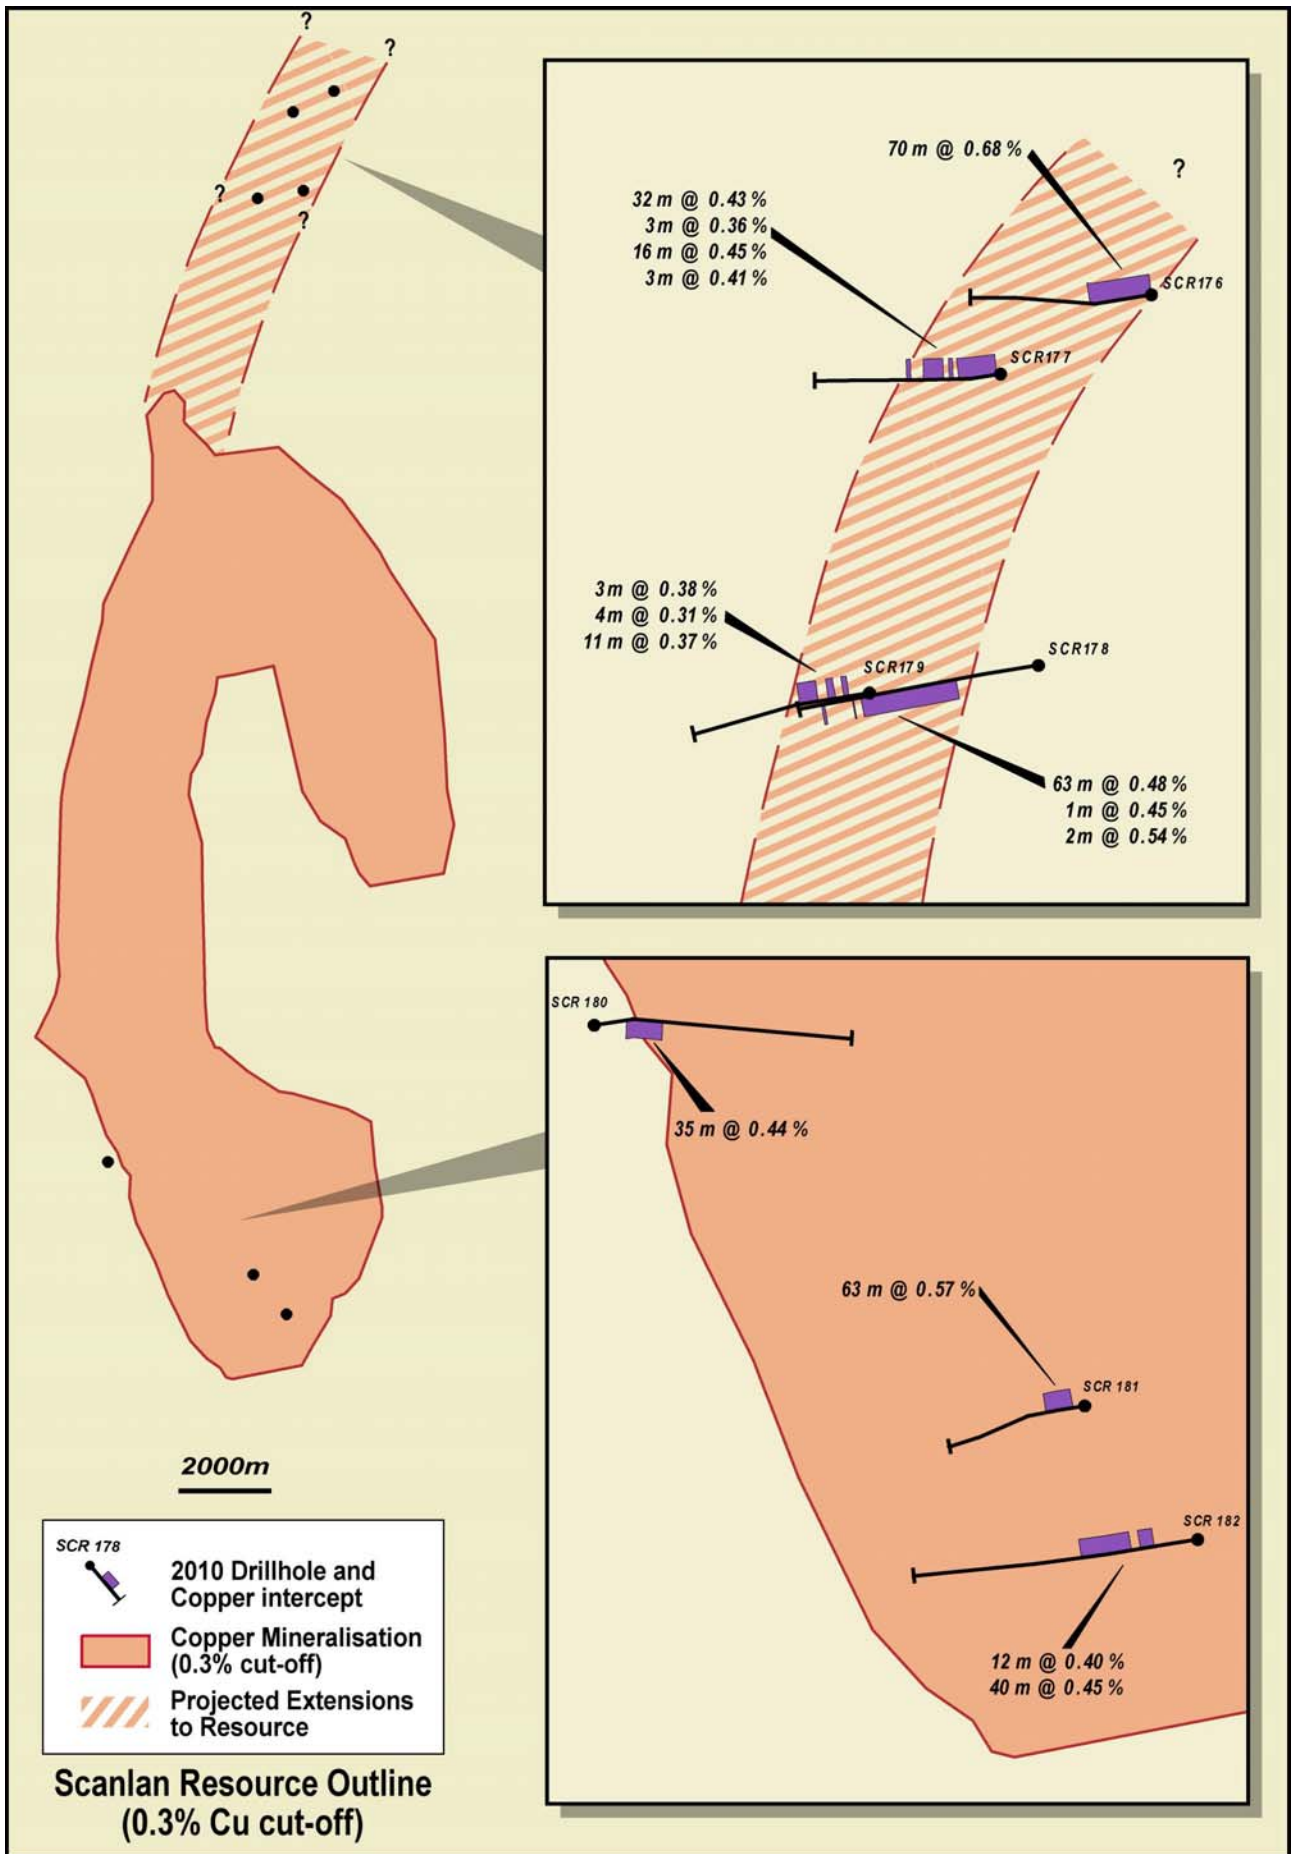 ?
?
?
?
70 m @ 0.68 %
?
32 m @ 0.43 %
3 m @ 0.36 %
16 m @ 0.45 %
3 m @ 0.41 %
SCR176
SCR177
3 m @ 0.38 %
4 m @ 0.31 %
11 m @ 0.37 %
SCR179
SCR178
63 m @ 0.48 %
1 m @ 0.45 %
2 m @ 0.54 %
SCR 180
35 m @ 0.44 %
63 m @ 0.57 %
SCR 181
SCR 182
12 m @ 0.40 %
40 m @ 0.45 %
2000m
SCR 178
2010 Drillhole and
Copper intercept
Copper Mineralisation
(0.3% cut-off)
Projected Extensions
to Resource
Scanlan Resource Outline
(0.3% Cu cut-off)